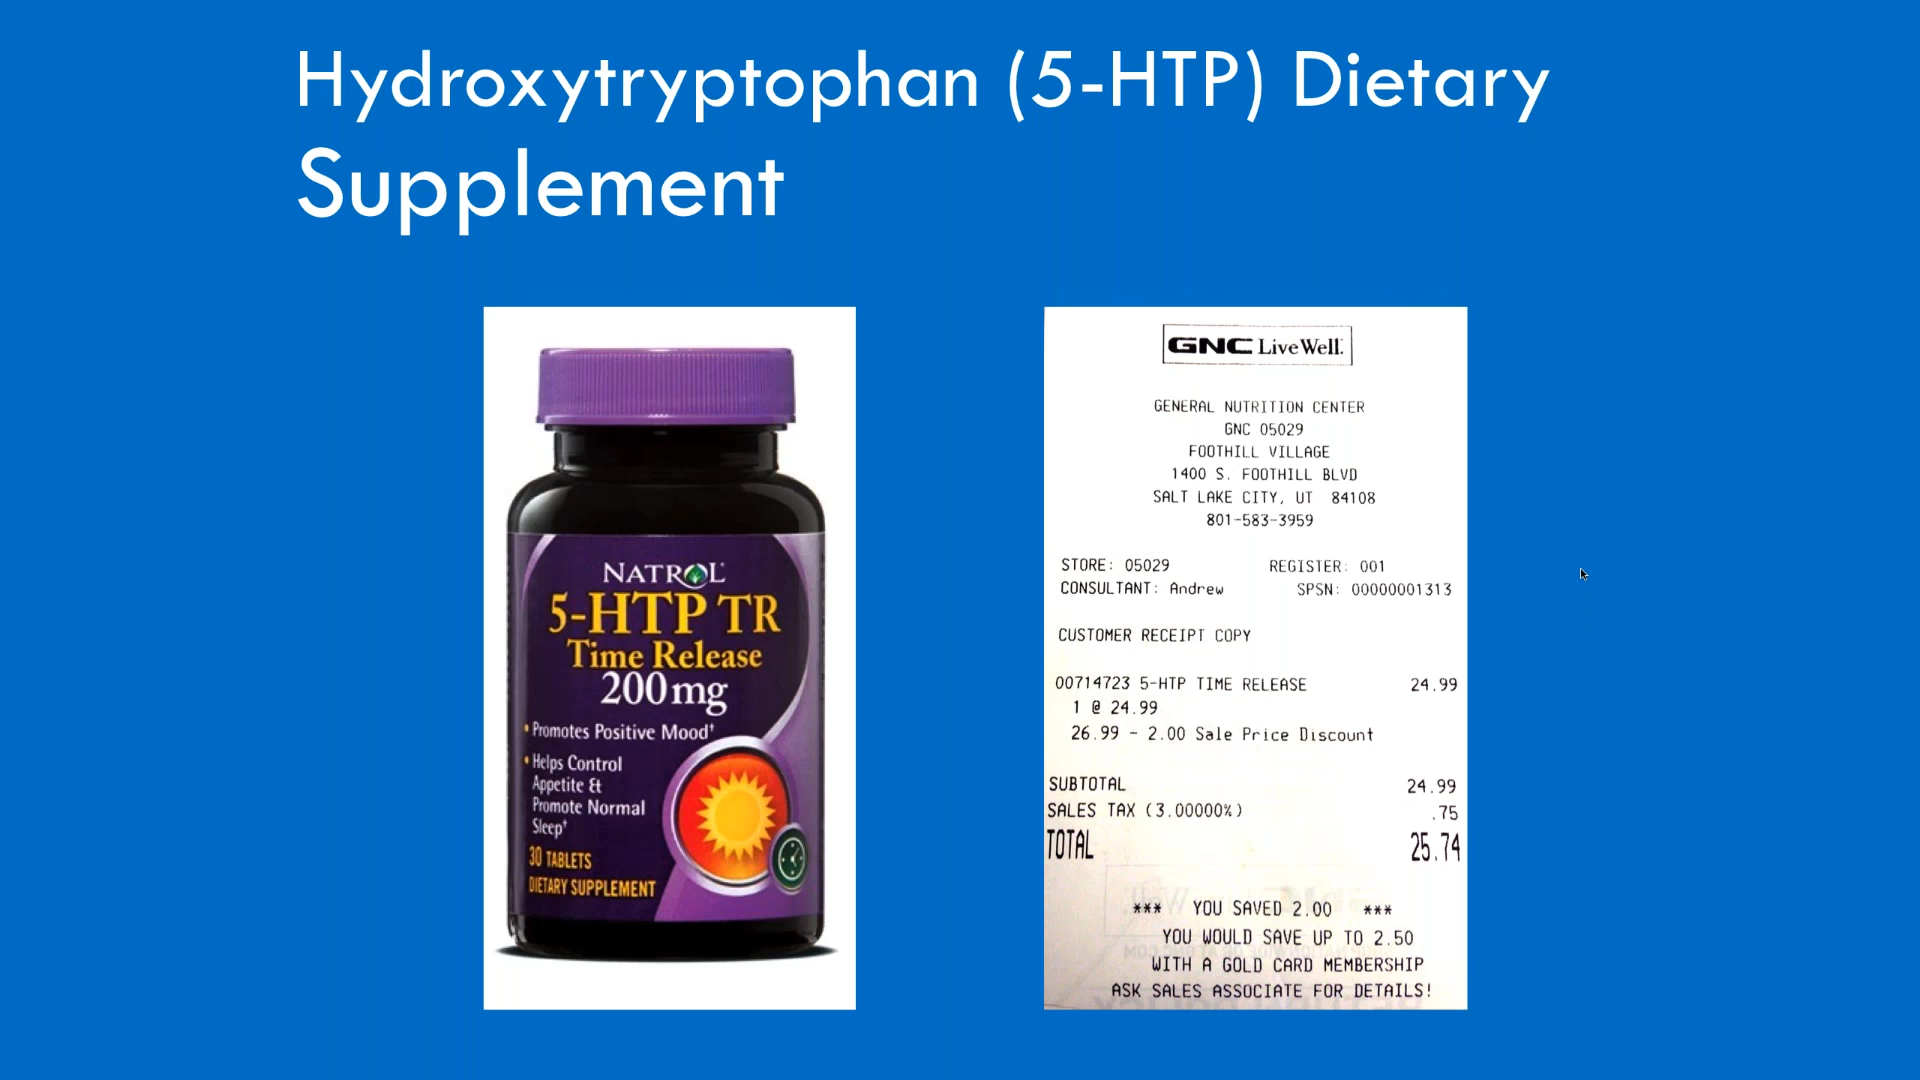 Hydroxytryptophan (5-HTP) Dietary
Supplement
NATROL
5-HTP TR
Time Release
200mg
• Promotes Positive Mood†
• Helps Control
Appetite &
Promote Normal
Sleep†
30 TABLETS
DIETARY SUPPLEMENT
GNC LiveWell.
GENERAL NUTRITION CENTER
GNC 05029
FOOTHILL VILLAGE
1400 S. FOOTHILL BLVD
SALT LAKE CITY, UT 84108
801-583-3959
STORE: 05029 REGISTER: 001
CONSULTANT: Andrew SPSN: 00000001313
CUSTOMER RECEIPT COPY
00714723 5-HTP TIME RELEASE 24.99
1 @ 24.99
26.99 - 2.00 Sale Price Discount
SUBTOTAL 24.99
SALES TAX (3.00000%) .75
TOTAL 25.74
*** YOU SAVED 2.00 ***
YOU WOULD SAVE UP TO 2.50
WITH A GOLD CARD MEMBERSHIP
ASK SALES ASSOCIATE FOR DETAILS!